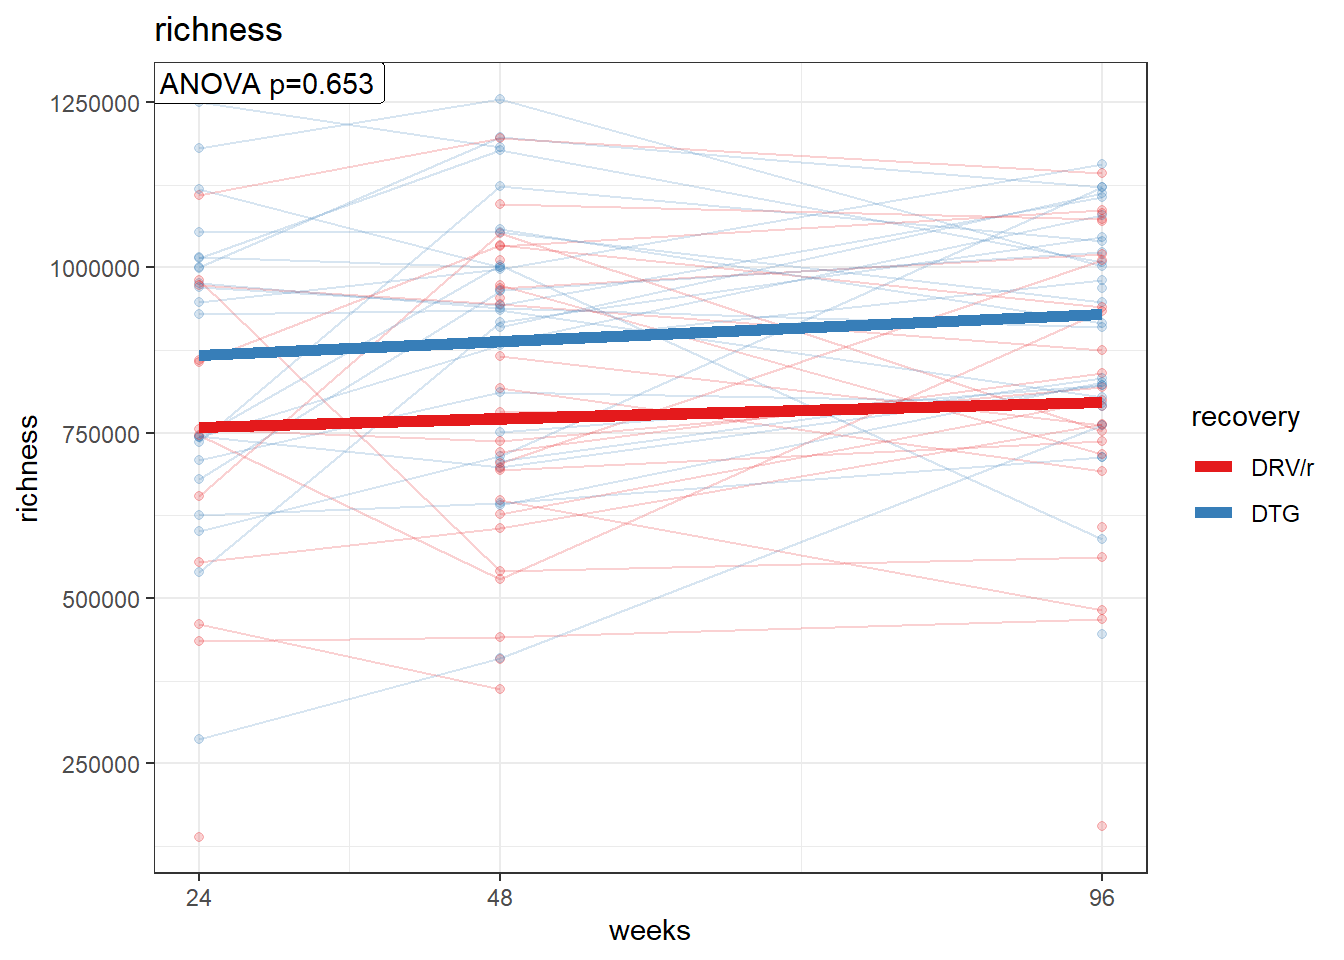 richness
ANOVA p=0.653
1250000
1000000
750000
500000
250000
richness
24
48
96
weeks
recovery
DRV/r
DTG